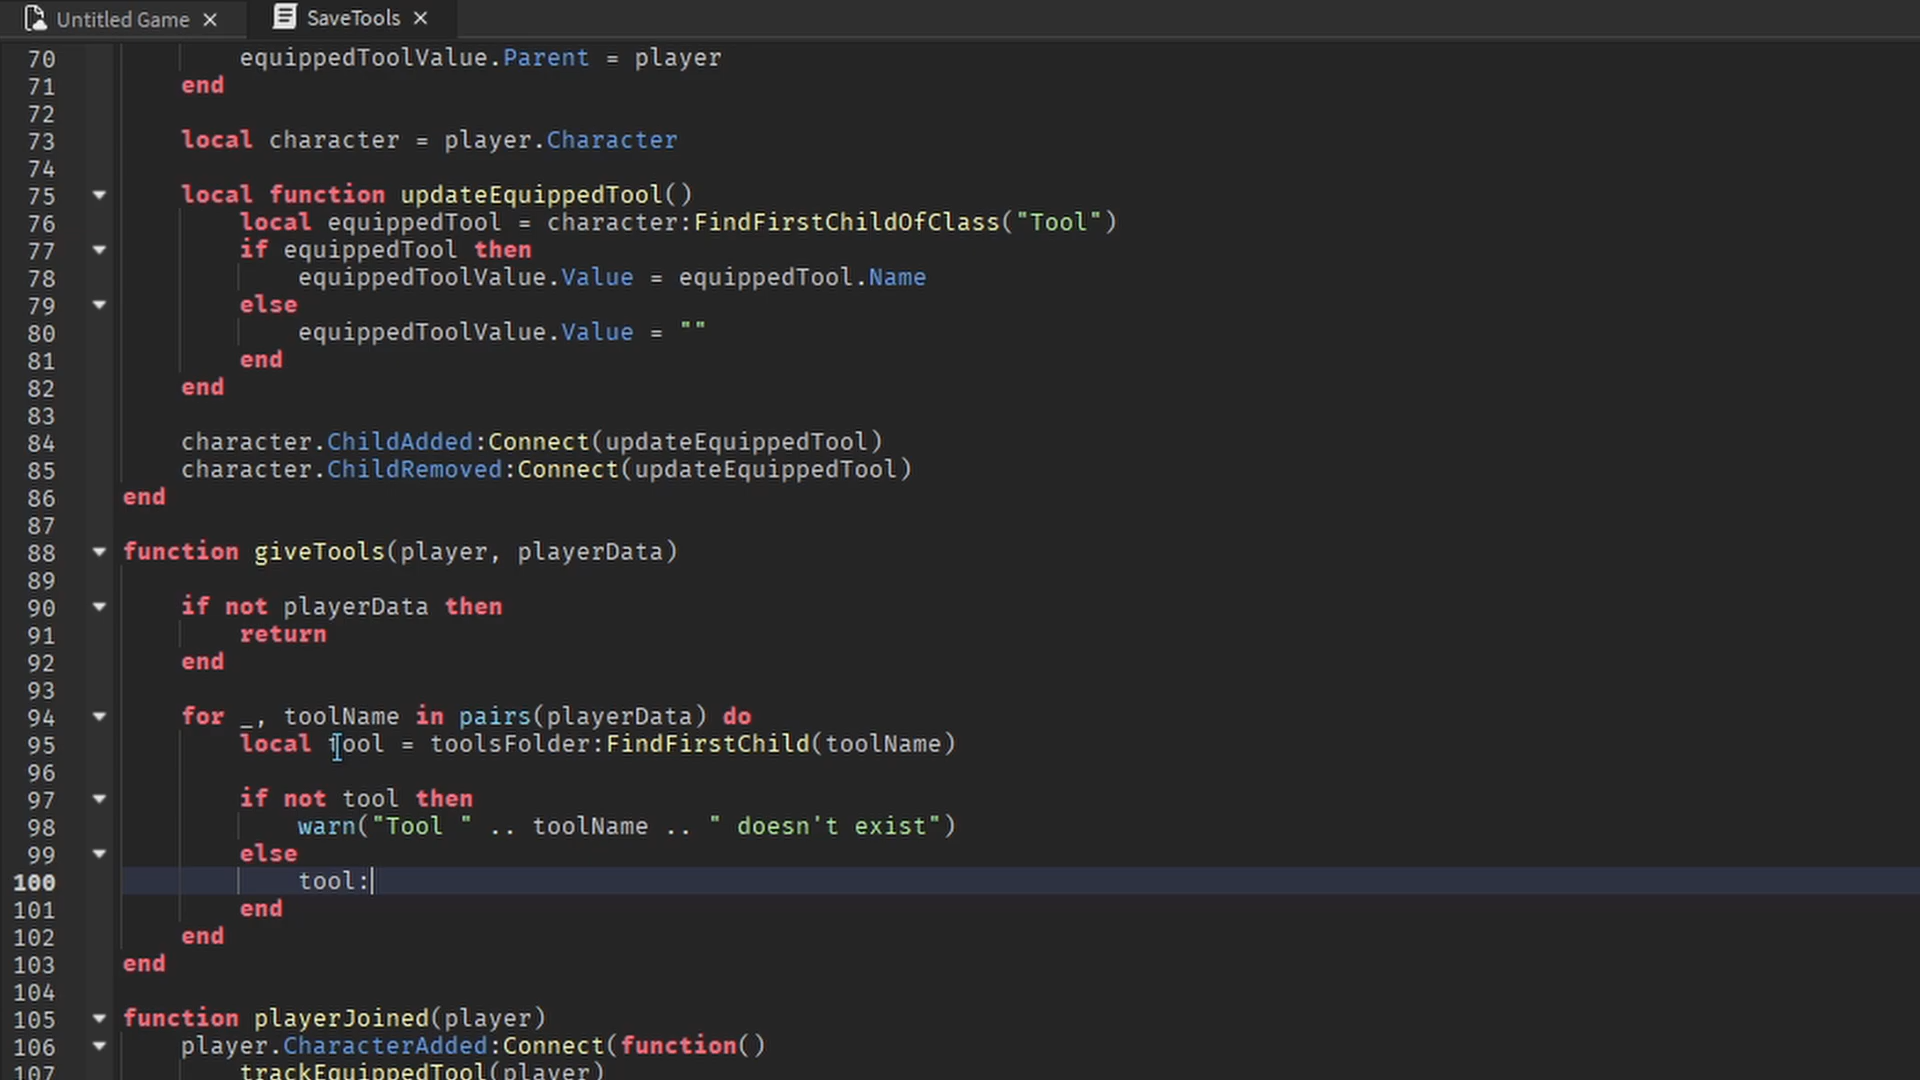 Untitled Game
SaveTools
70 equippedToolValue.Parent = player
71 end
72
73 local character = player.Character
74
75 local function updateEquippedTool()
76 local equippedTool = character:FindFirstChildOfClass("Tool")
77 if equippedTool then
78 equippedToolValue.Value = equippedTool.Name
79 else
80 equippedToolValue.Value = ""
81 end
82 end
83
84 character.ChildAdded:Connect(updateEquippedTool)
85 character.ChildRemoved:Connect(updateEquippedTool)
86 end
87
88 function giveTools(player, playerData)
89
90 if not playerData then
91 return
92 end
93
94 for _, toolName in pairs(playerData) do
95 local tool = toolsFolder:FindFirstChild(toolName)
96
97 if not tool then
98 warn("Tool " .. toolName .. " doesn't exist")
99 else
100 tool:
101 end
102 end
103 end
104
105 function playerJoined(player)
106 player.CharacterAdded:Connect(function()
107 trackEquippedTool(player)